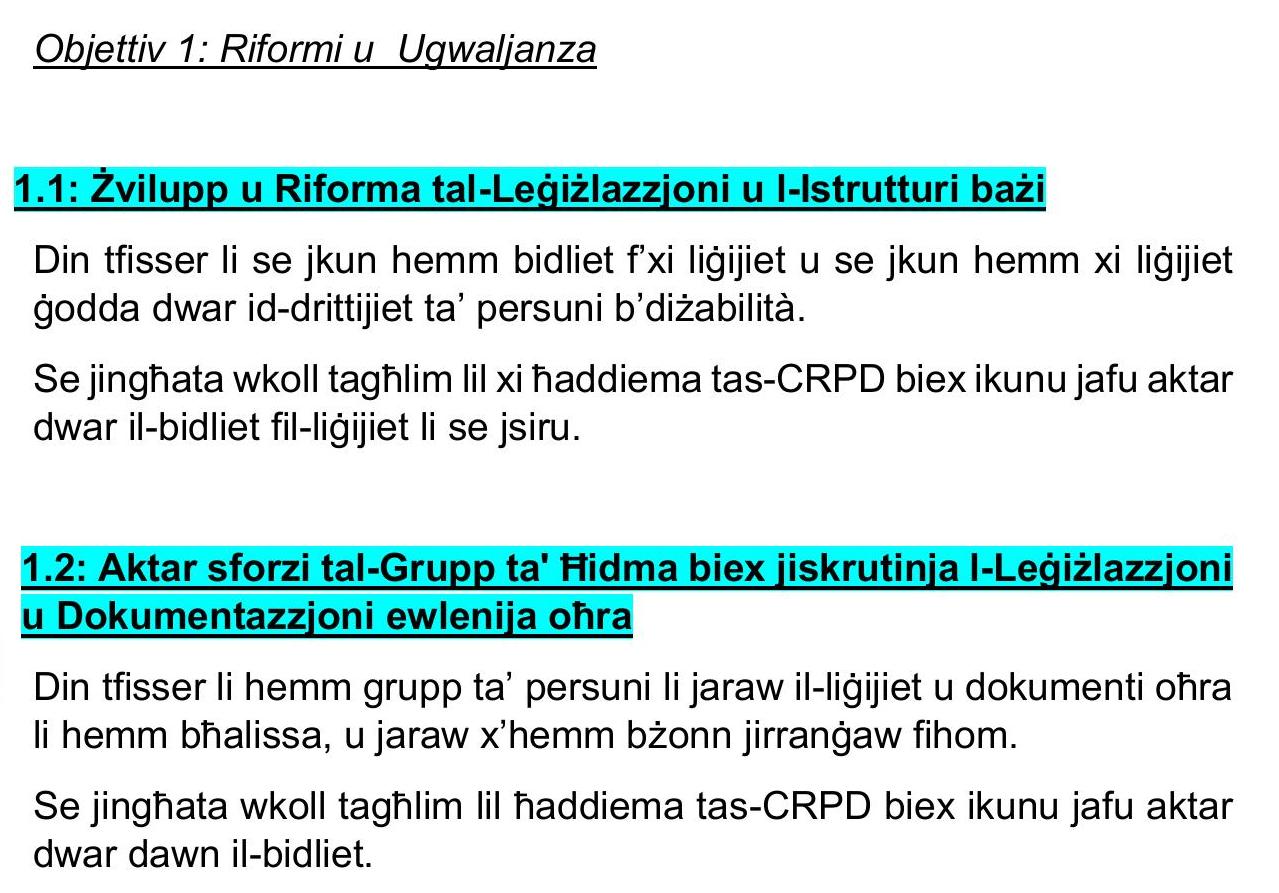 Objettiv 1: Riformi u  Ugwaljanza
1.1: Żvilupp u Riforma tal-Leġiżlazzjoni u l-Istrutturi bażi
Din tfisser li se jkun hemm bidliet f’xi liġijiet u se jkun hemm xi liġijiet
ġodda dwar id-drittijiet ta’ persuni b’diżabilità.
Se jingħata wkoll tagħlim lil xi ħaddiema tas-CRPD biex ikunu jafu aktar
dwar il-bidliet fil-liġijiet li se jsiru.
1.2: Aktar sforzi tal-Grupp ta' Ħidma biex jiskrutinja l-Leġiżlazzjoni
u Dokumentazzjoni ewlenija oħra
Din tfisser li hemm grupp ta’ persuni li jaraw il-liġijiet u dokumenti oħra
li hemm bħalissa, u jaraw x’hemm bżonn jirranġaw fihom.
Se jingħata wkoll tagħlim lil ħaddiema tas-CRPD biex ikunu jafu aktar
dwar dawn il-bidliet.